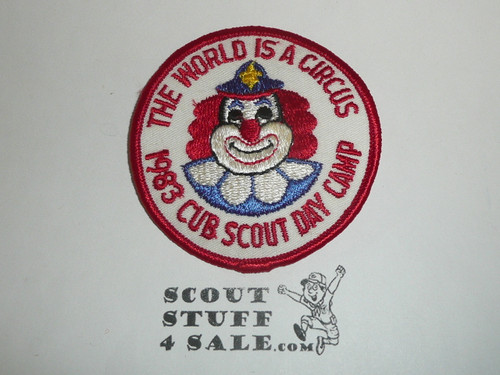 THE WORLD IS A CIRCUS
1983 CUB SCOUT DAY CAMP
SCOUT
STUFF
4 SALE.COM